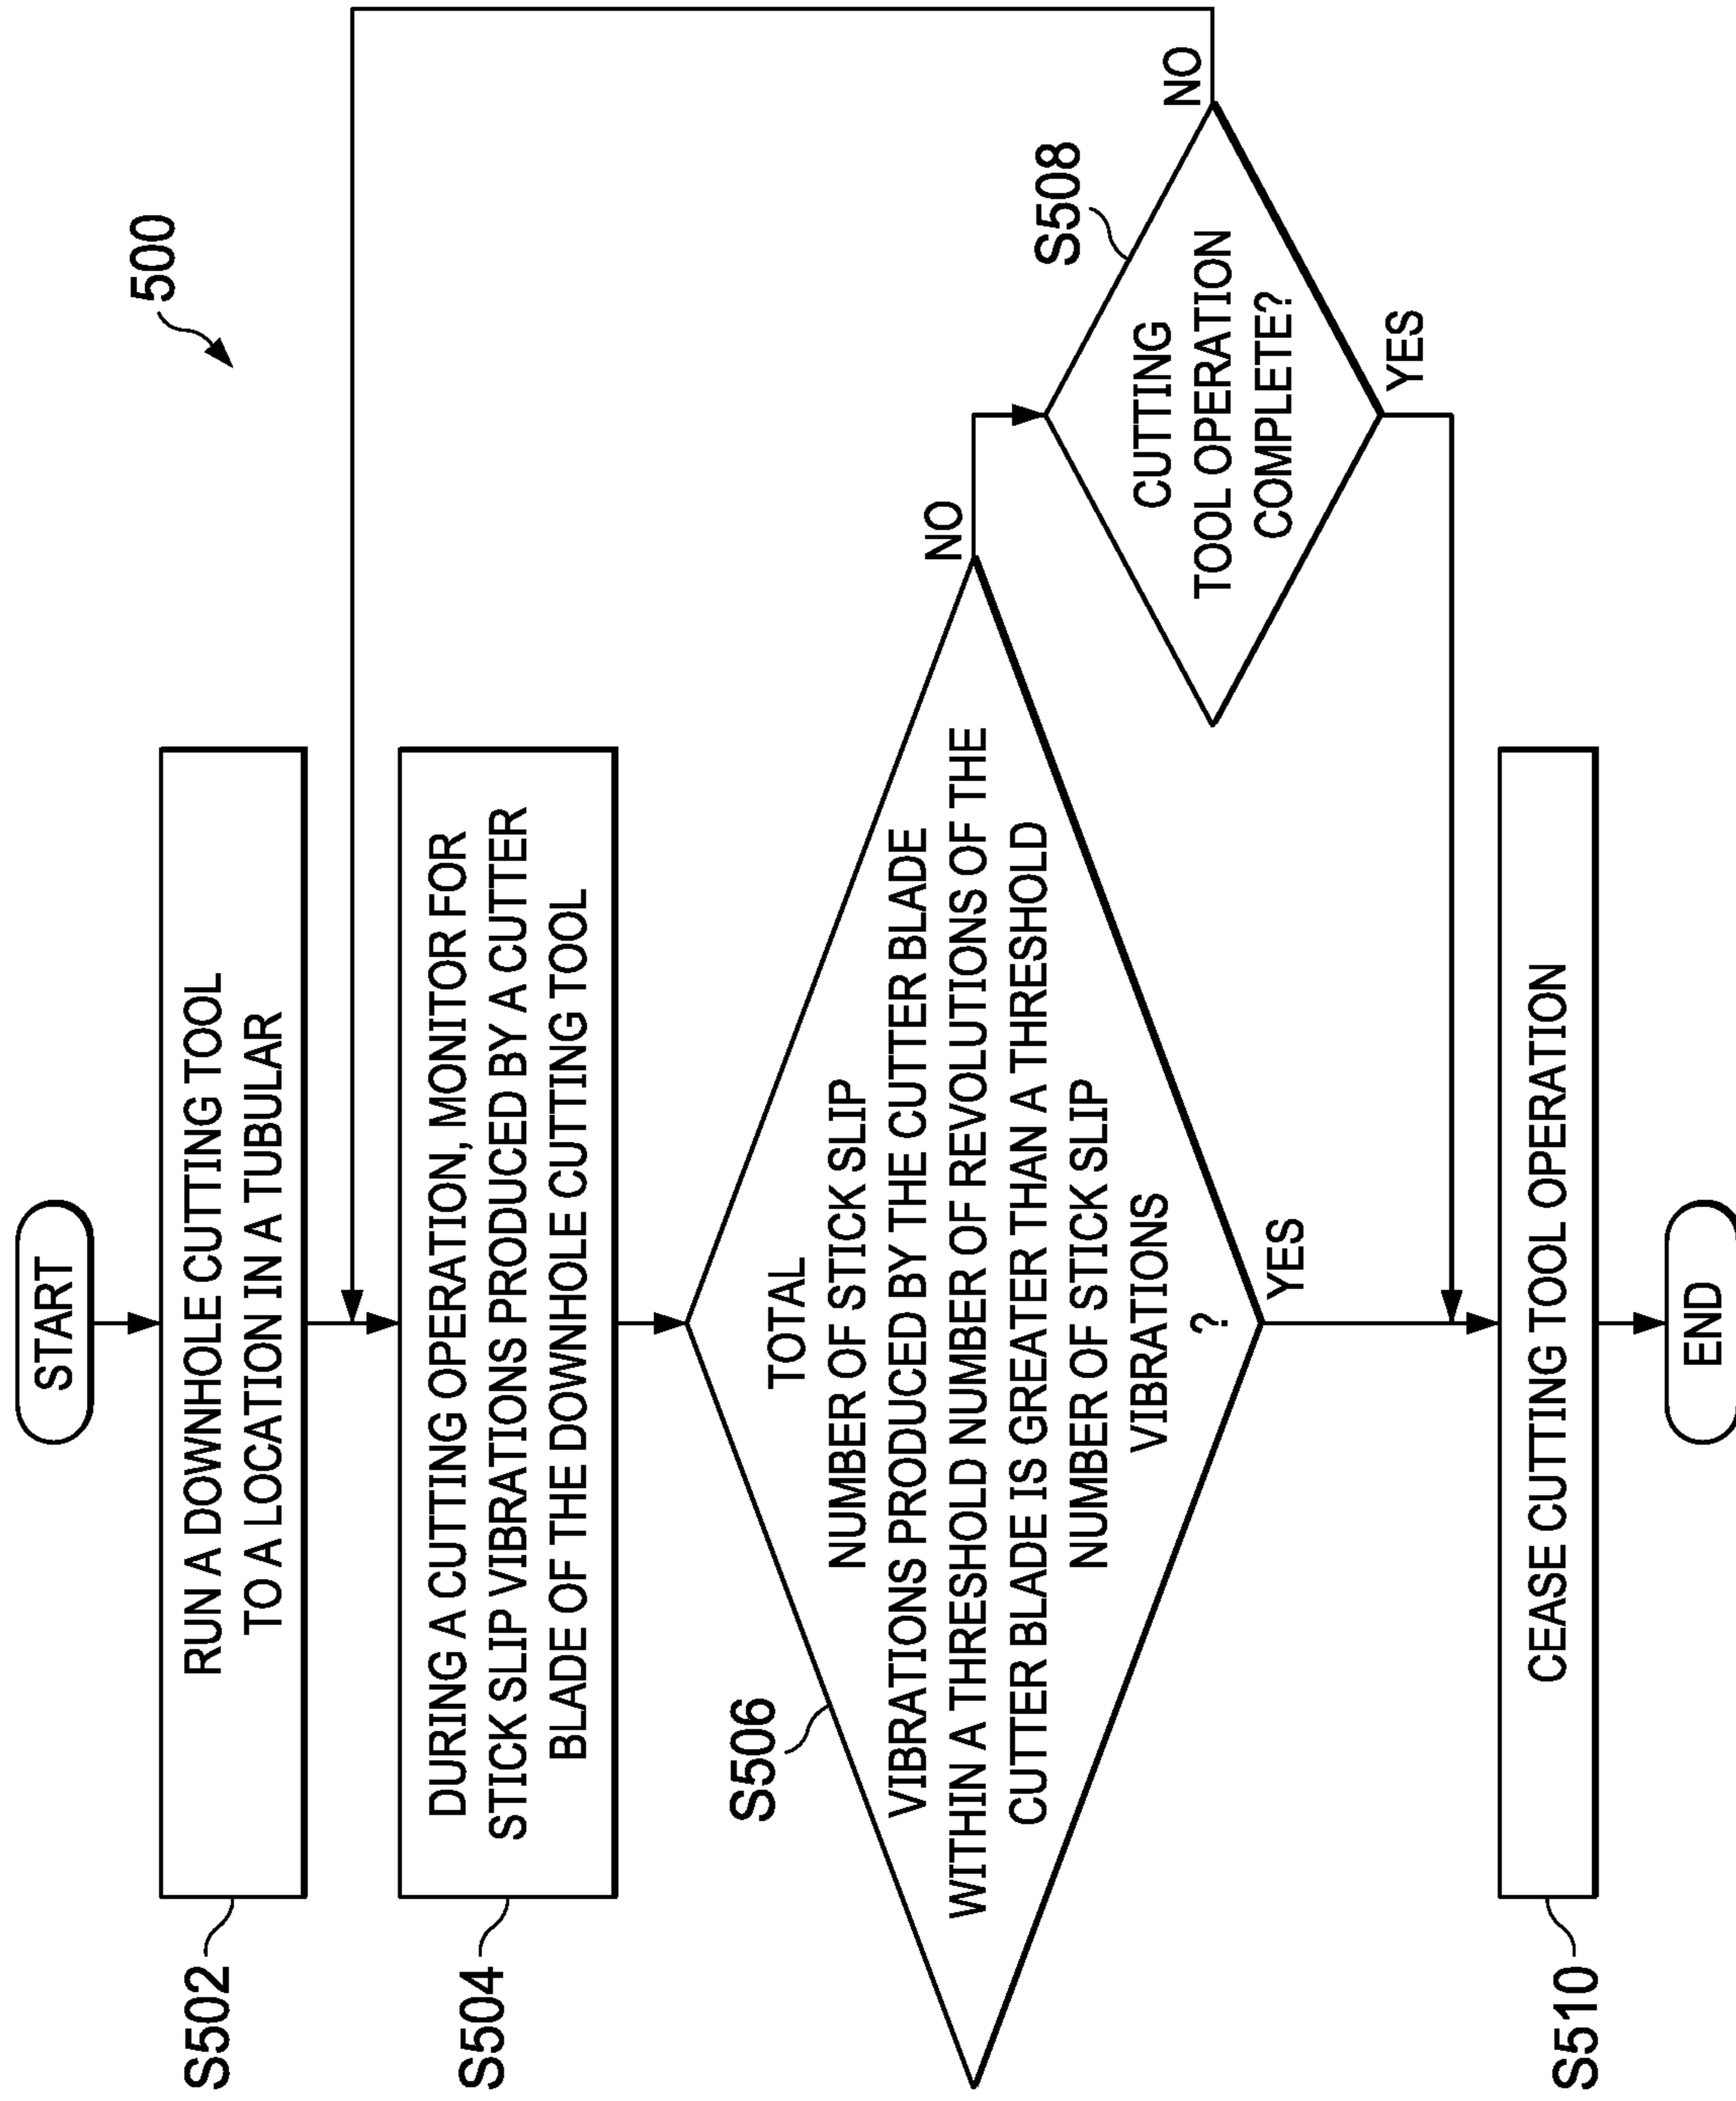 500
START
S502
RUN A DOWNHOLE CUTTING TOOL
TO A LOCATION IN A TUBULAR
S504
DURING A CUTTING OPERATION, MONITOR FOR
STICK SLIP VIBRATIONS PRODUCED BY A CUTTER
BLADE OF THE DOWNHOLE CUTTING TOOL
S506
TOTAL
NUMBER OF STICK SLIP
VIBRATIONS PRODUCED BY THE CUTTER BLADE
WITHIN A THRESHOLD NUMBER OF REVOLUTIONS OF THE
CUTTER BLADE IS GREATER THAN A THRESHOLD
NUMBER OF STICK SLIP
VIBRATIONS
?
NO
YES
S508
CUTTING
TOOL OPERATION
COMPLETE?
NO
YES
S510
CEASE CUTTING TOOL OPERATION
END